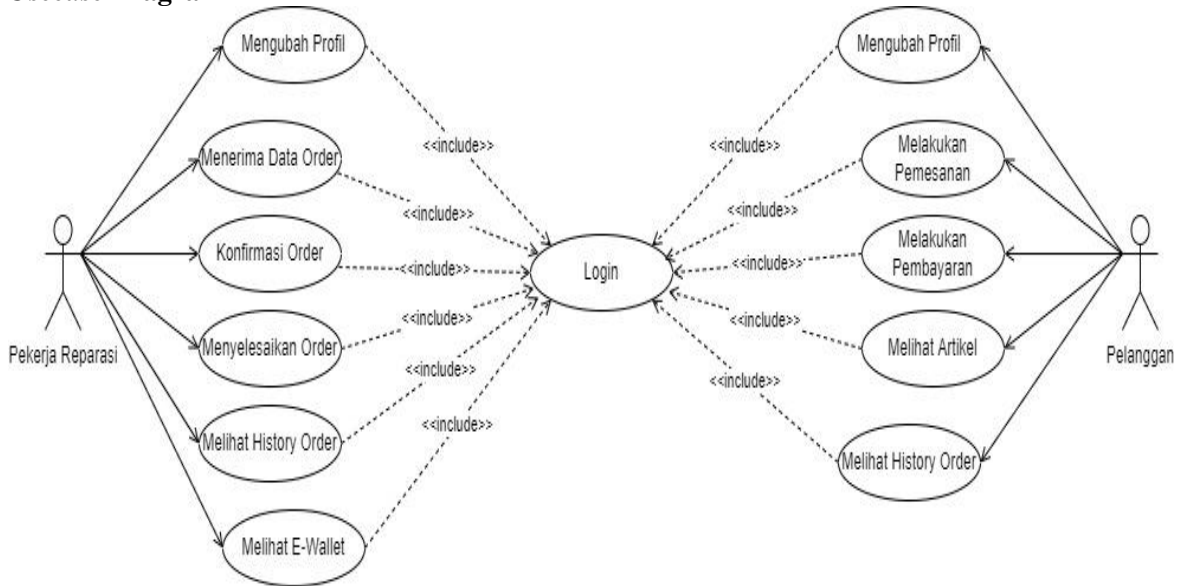 Mengubah Profil
Menerima Data Order
Konfirmasi Order
Menyelesaikan Order
Melihat History Order
Melihat E-Wallet
Pekerja Reparasi
<<include>>
<<include>>
<<include>>
<<include>>
<<include>>
<<include>>
Login
<<include>>
<<include>>
<<include>>
<<include>>
<<include>>
Mengubah Profil
Melakukan
Pemesanan
Melakukan
Pembayaran
Melihat Artikel
Melihat History Order
Pelanggan